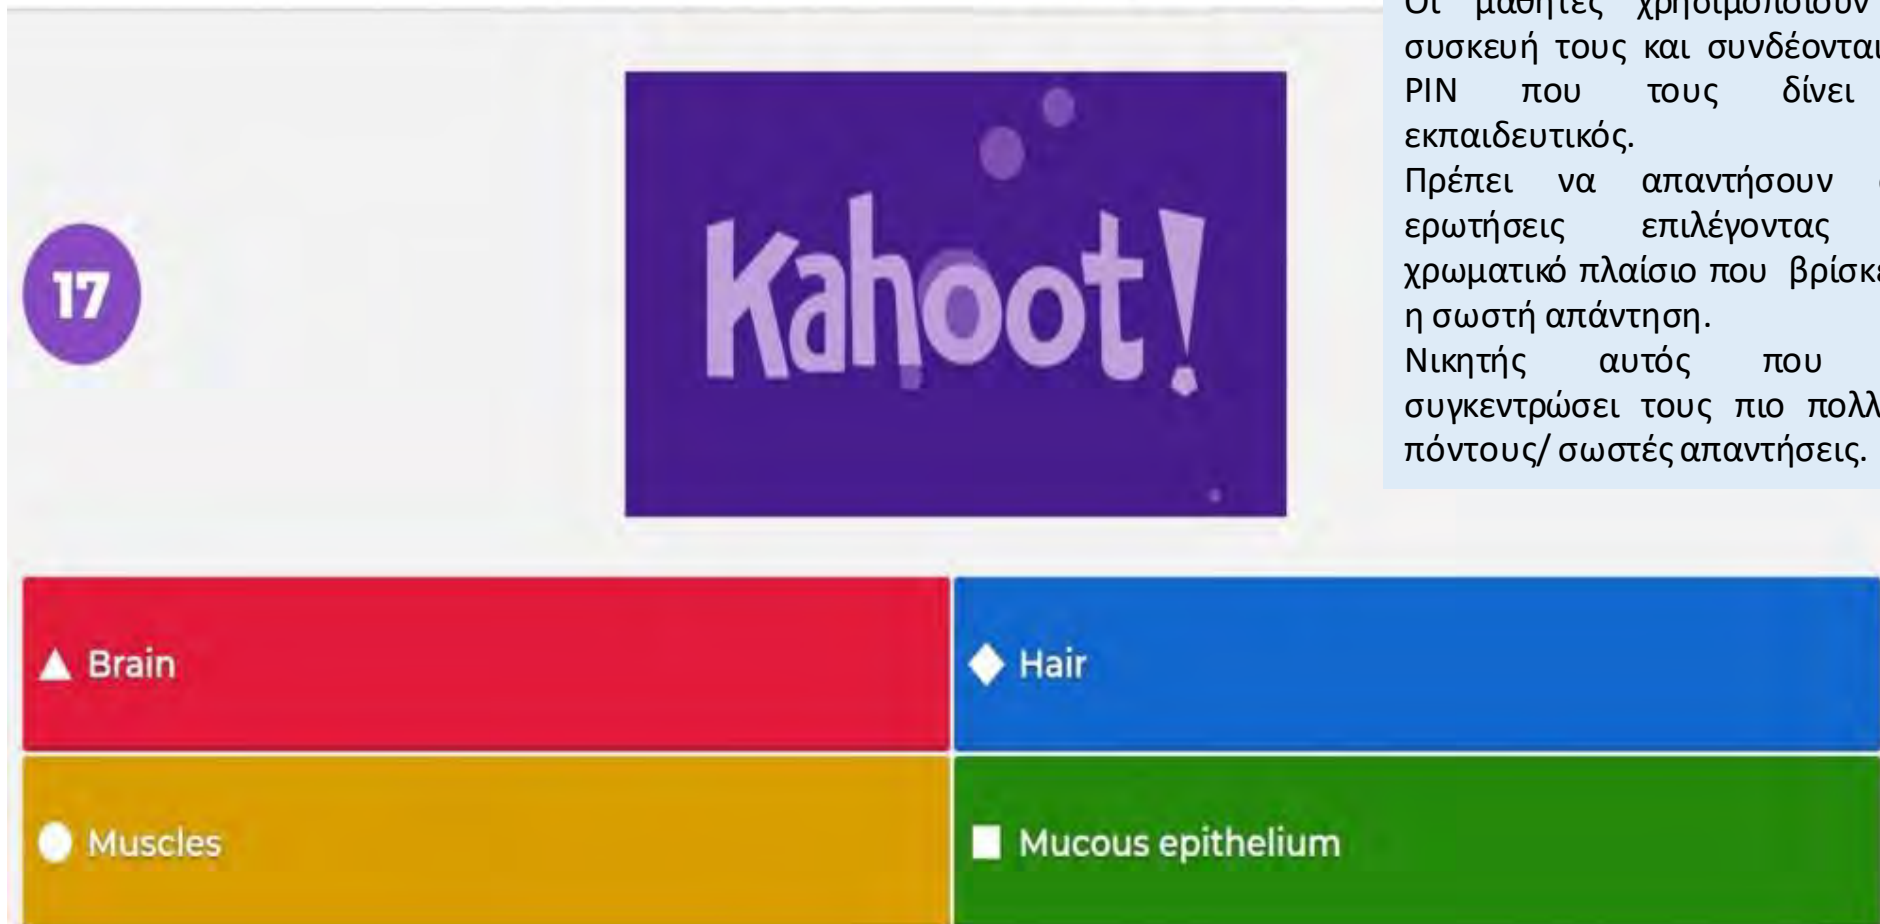 Οι μαθητές χρησιμοποιούν
συσκευή τους και συνδέονται
PIN που τους δίνει
εκπαιδευτικός.
Πρέπει να απαντήσουν
ερωτήσεις επιλέγοντας
χρωματικό πλαίσιο που
η σωστή απάντηση.
Νικητής αυτός που
συγκεντρώσει τους πιο
πόντους/ σωστές απαντήσεις.
17
Kahoot!
Brain
Hair
Muscles
Mucous epithelium